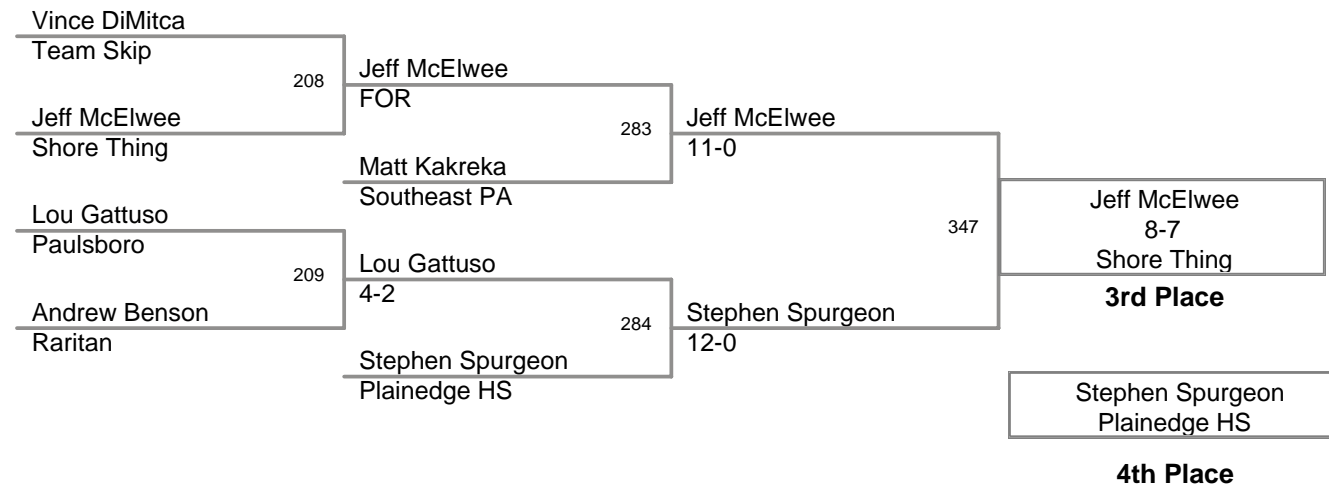 Vince DiMitca
Team Skip
208
Jeff McElwee
Shore Thing
Jeff McElwee
FOR
283
Matt Kakreka
Southeast PA
Lou Gattuso
Paulsboro
209
Andrew Benson
Raritan
Lou Gattuso
4-2
284
Stephen Spurgeon
Plainedge HS
Jeff McElwee
11-0
347
Stephen Spurgeon
12-0
Jeff McElwee
8-7
Shore Thing
3rd Place
Stephen Spurgeon
Plainedge HS
4th Place